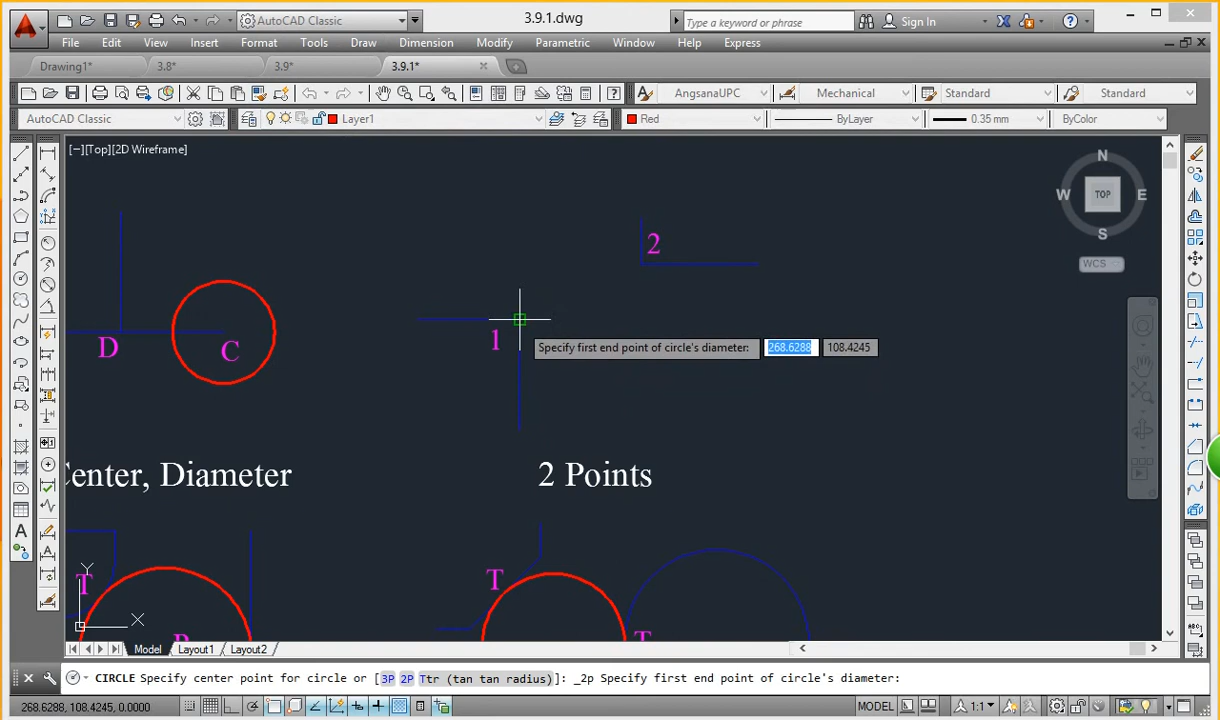 AutoCAD Classic
3.9.1.dwg
Type a keyword or phrase
Sign In
File Edit View Insert Format Tools Draw Dimension Modify Parametric Window Help Express
Drawing1* 3.8* 3.9* 3.9.1*
AngsanaUPC Mechanical Standard Standard
AutoCAD Classic Layer1 Red ByLayer 0.35 mm ByColor
[−][Top][2D Wireframe]
N
W TOP E
S
WCS
2
1
D C
Specify first end point of circle's diameter: 268.6288 108.4245
Center, Diameter 2 Points
T T
Y
X
R T
Model Layout1 Layout2
CIRCLE Specify center point for circle or [3P 2P Ttr (tan tan radius)]: _2p Specify first end point of circle's diameter:
268.6288, 108.4245, 0.0000 MODEL 1:1